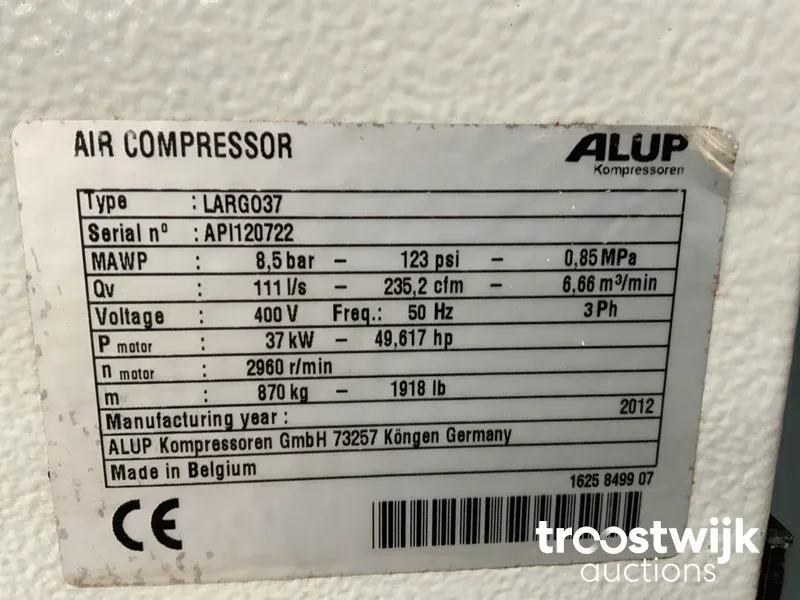 AIR COMPRESSOR
ALUP
Kompressoren
Type : LARGO37
Serial nº : API120722
MAWP : 8,5 bar – 123 psi – 0,85 MPa
Qv : 111 l/s – 235,2 cfm – 6,66 m³/min
Voltage : 400 V Freq.: 50 Hz 3 Ph
P motor : 37 kW – 49,617 hp
n motor : 2960 r/min
m : 870 kg – 1918 lb
Manufacturing year : 2012
ALUP Kompressoren GmbH 73257 Köngen Germany
Made in Belgium
1625 8499 07
CE
troostwijk
auctions